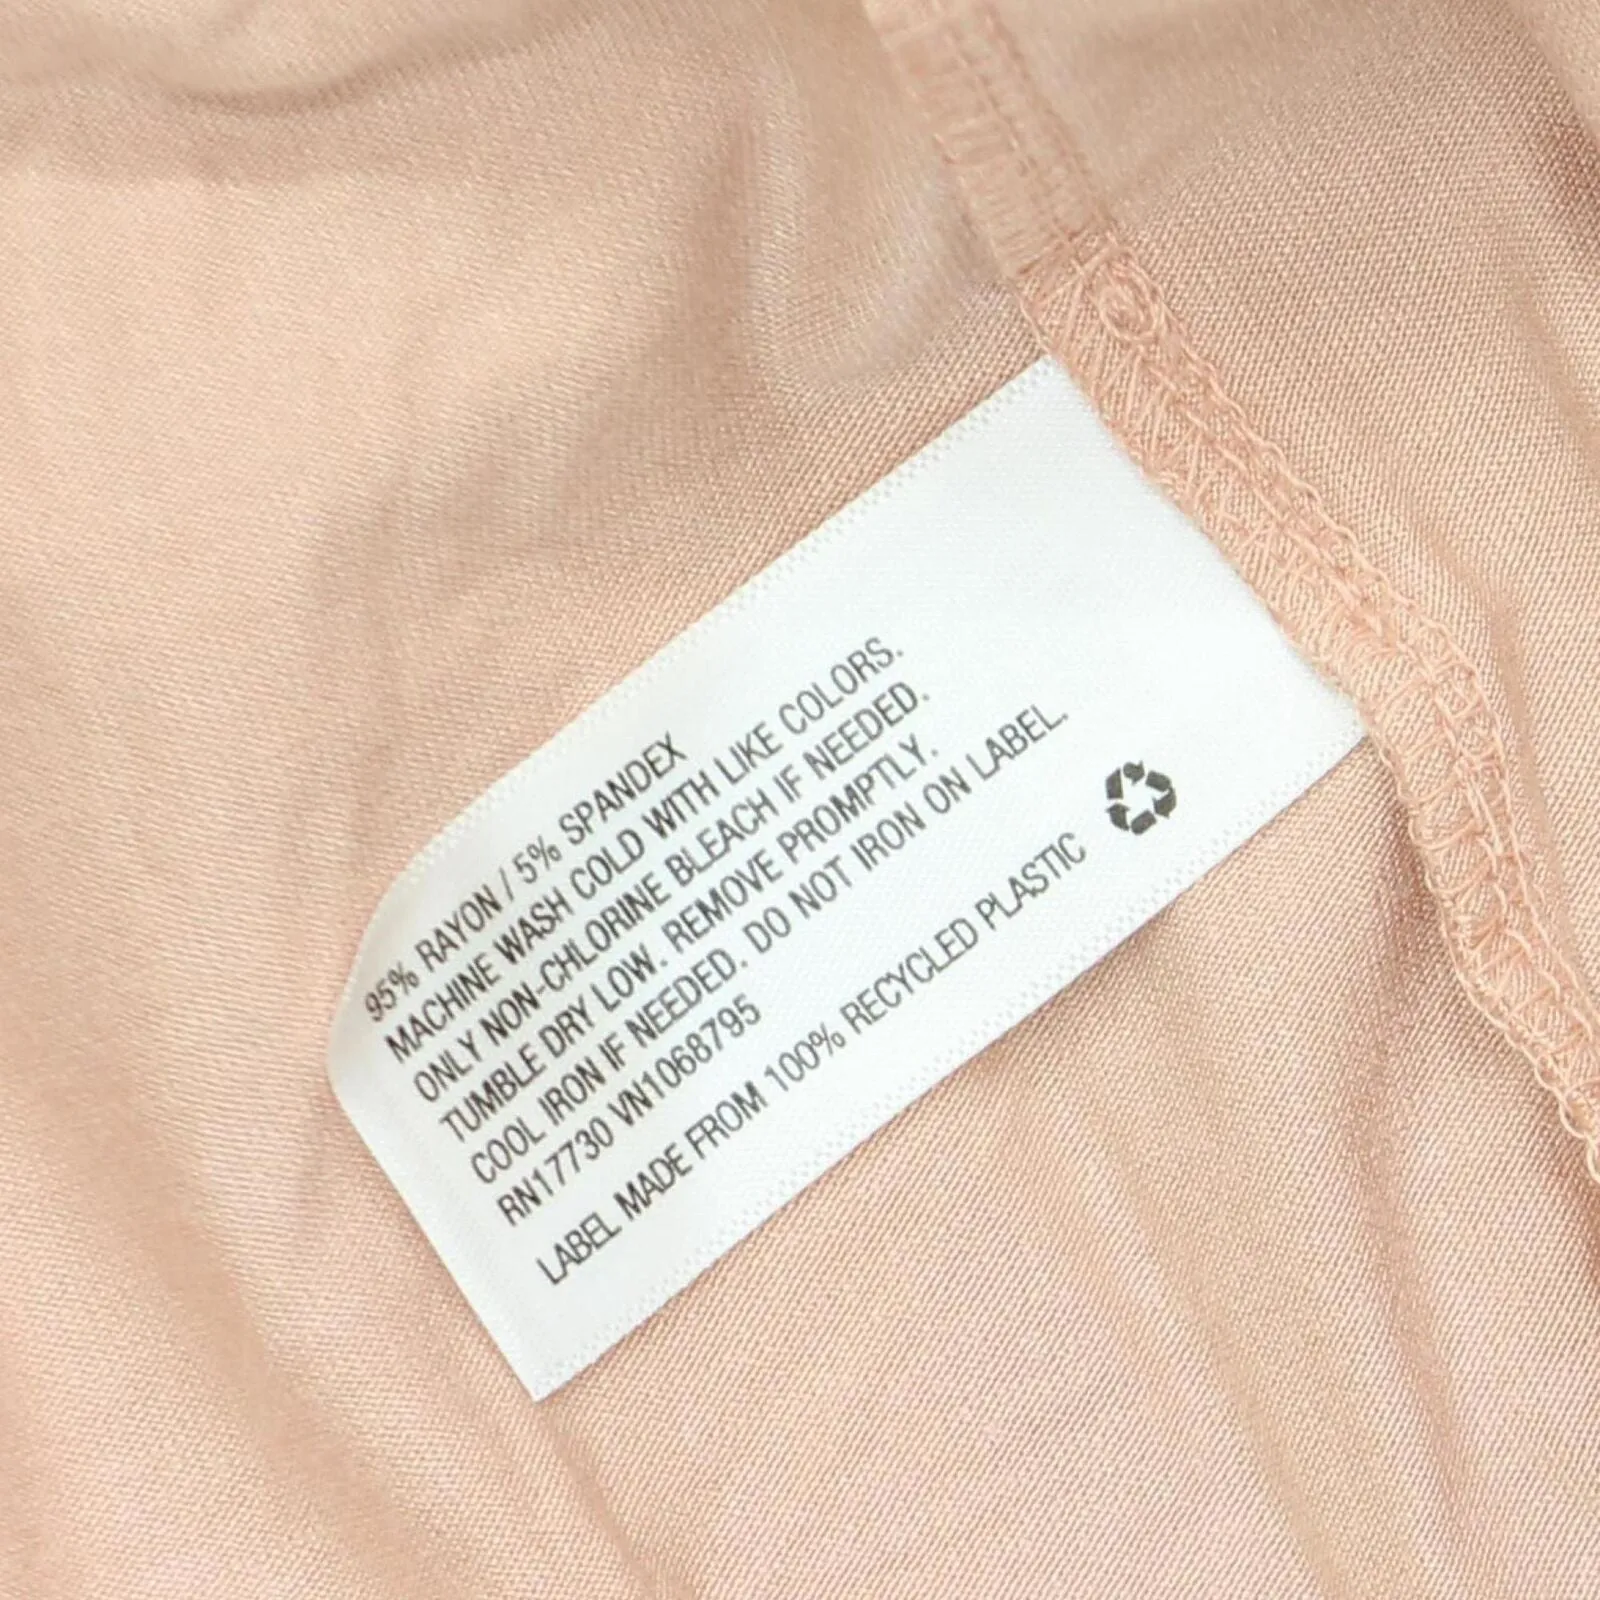 95% RAYON / 5% SPANDEX
MACHINE WASH COLD WITH LIKE COLORS.
ONLY NON-CHLORINE BLEACH IF NEEDED.
TUMBLE DRY LOW. REMOVE PROMPTLY.
COOL IRON IF NEEDED. DO NOT IRON ON LABEL.
RN17730 VN1068795
LABEL MADE FROM 100% RECYCLED PLASTIC